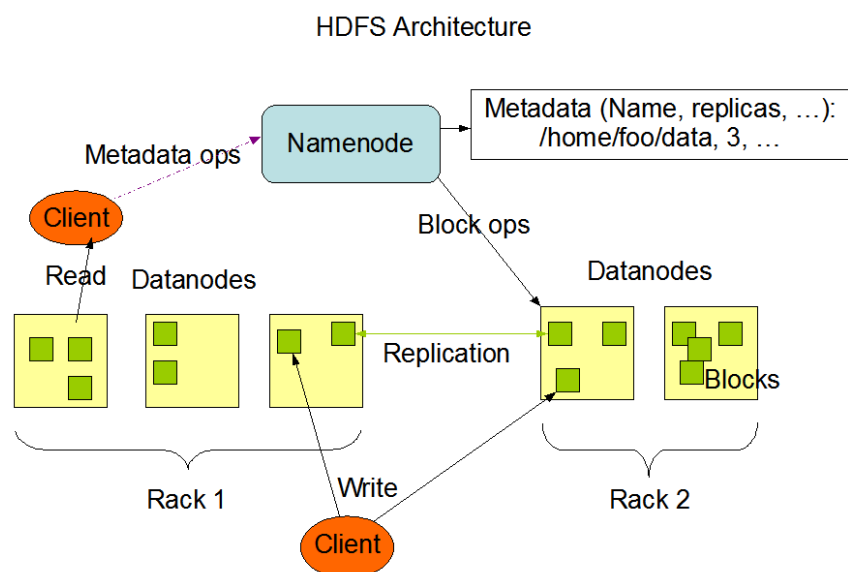 HDFS Architecture
Metadata (Name, replicas, …):
/home/foo/data, 3, …
Namenode
Metadata ops
Client
Block ops
Read
Datanodes
Datanodes
Replication
Blocks
Rack 1
Write
Rack 2
Client